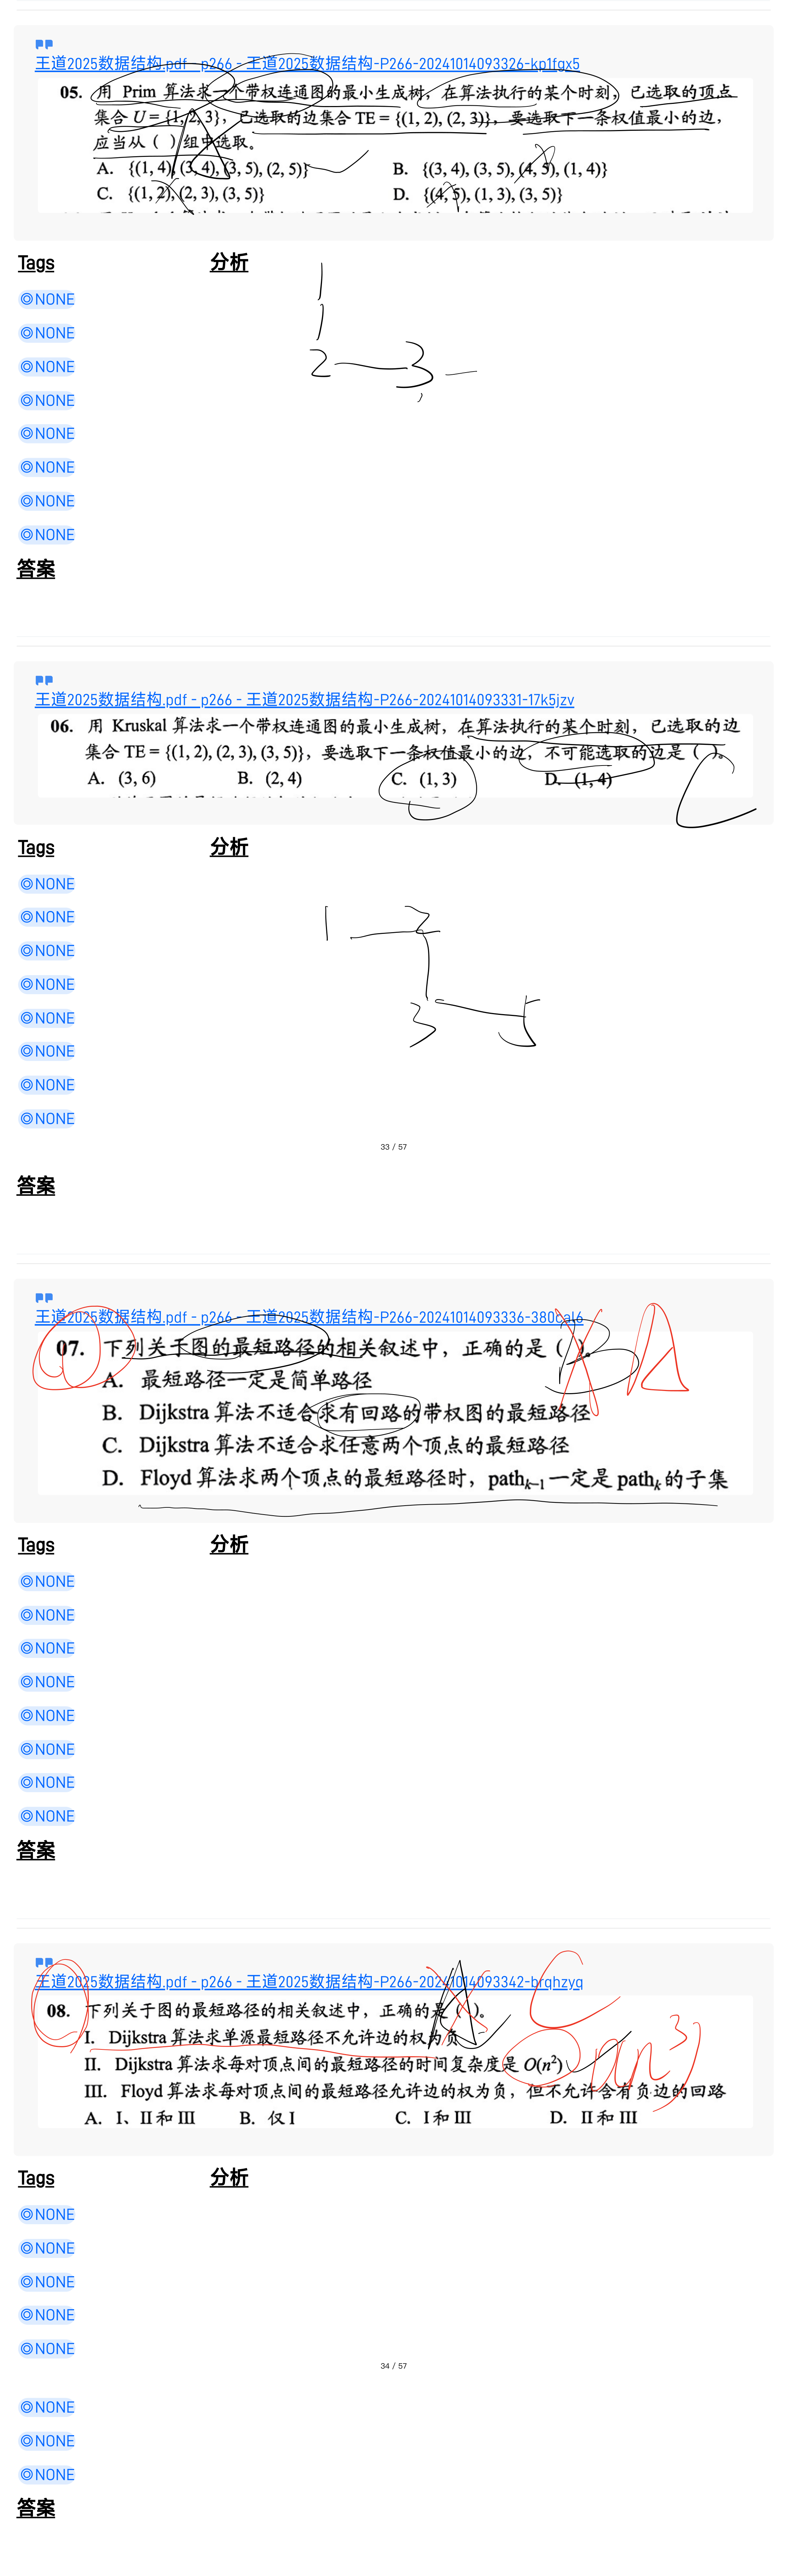 王道2025数据结构.pdf - p266 - 王道2025数据结构-P266-20241014093326-kp1fgx5
05. 用 Prim 算法求一个带权连通图的最小生成树，在算法执行的某个时刻，已选取的顶点
集合 U = {1, 2, 3}，已选取的边集合 TE = {(1, 2), (2, 3)}，要选取下一条权值最小的边，
应当从（ ）组中选取。
A. {(1, 4), (3, 4), (3, 5), (2, 5)}
B. {(3, 4), (3, 5), (4, 5), (1, 4)}
C. {(1, 2), (2, 3), (3, 5)}
D. {(4, 5), (1, 3), (3, 5)}
A
Tags 分析
1
2 3
◎NONE
◎NONE
◎NONE
◎NONE
◎NONE
◎NONE
◎NONE
◎NONE
答案
王道2025数据结构.pdf - p266 - 王道2025数据结构-P266-20241014093331-17k5jzv
06. 用 Kruskal 算法求一个带权连通图的最小生成树，在算法执行的某个时刻，已选取的边
集合 TE = {(1, 2), (2, 3), (3, 5)}，要选取下一条权值最小的边，不可能选取的边是（ ）。
A. (3, 6) B. (2, 4) C. (1, 3) D. (1, 4)
C
Tags 分析
1 2
3 5
◎NONE
◎NONE
◎NONE
◎NONE
◎NONE
◎NONE
◎NONE
◎NONE
33 / 57
答案
王道2025数据结构.pdf - p266 - 王道2025数据结构-P266-20241014093336-380cal6
07. 下列关于图的最短路径的相关叙述中，正确的是（ ）。
B A
A. 最短路径一定是简单路径
B. Dijkstra 算法不适合求有回路的带权图的最短路径
C. Dijkstra 算法不适合求任意两个顶点的最短路径
D. Floyd 算法求两个顶点的最短路径时，pathk−1 一定是 pathk 的子集
Tags 分析
◎NONE
◎NONE
◎NONE
◎NONE
◎NONE
◎NONE
◎NONE
◎NONE
答案
王道2025数据结构.pdf - p266 - 王道2025数据结构-P266-20241014093342-brqhzyq
08. 下列关于图的最短路径的相关叙述中，正确的是（ ）。
A C
I. Dijkstra 算法求单源最短路径不允许边的权为负
II. Dijkstra 算法求每对顶点间的最短路径的时间复杂度是 O(n²)
O(n³)
III. Floyd 算法求每对顶点间的最短路径允许边的权为负，但不允许含有负边的回路
A. I、II 和 III B. 仅 I C. I 和 III D. II 和 III
Tags 分析
◎NONE
◎NONE
◎NONE
◎NONE
◎NONE
34 / 57
◎NONE
◎NONE
◎NONE
答案